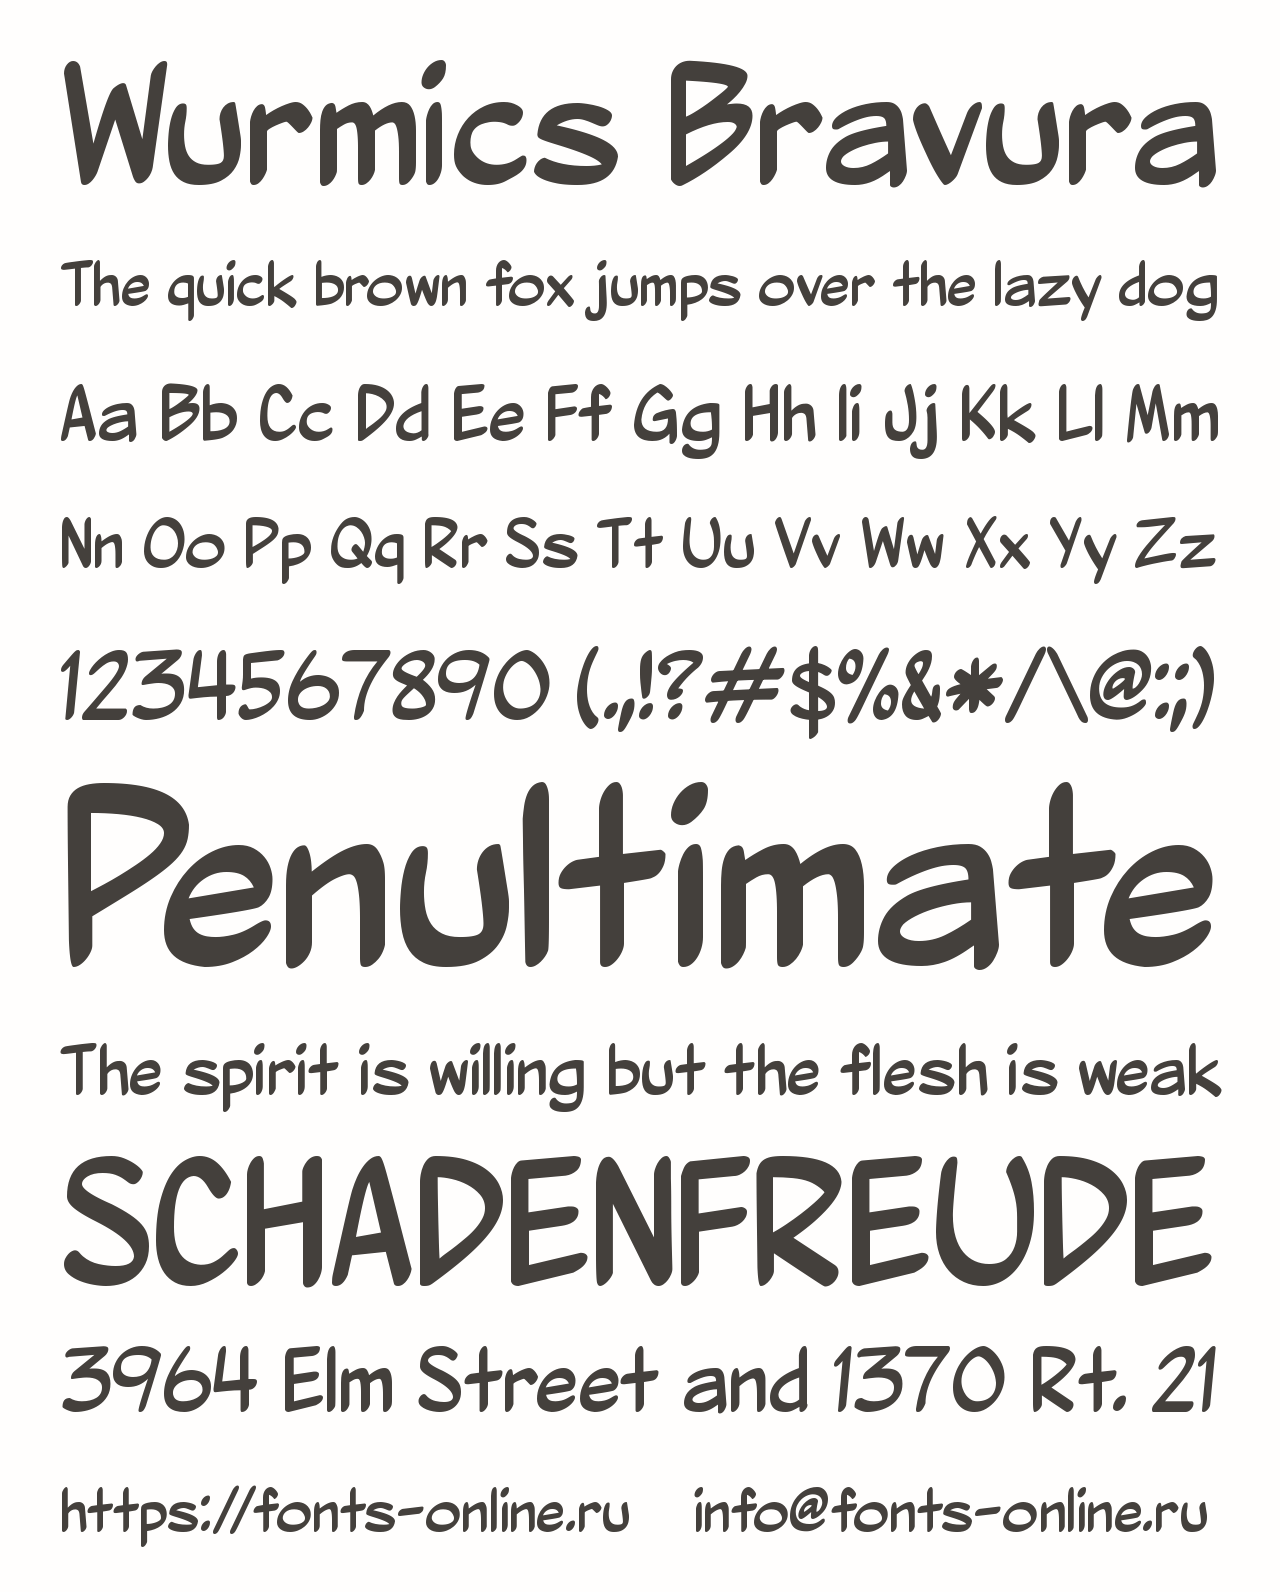 Wurmics Bravura
The quick brown fox jumps over the lazy dog
Aa Bb Cc Dd Ee Ff Gg Hh Ii Jj Kk Ll Mm
Nn Oo Pp Qq Rr Ss Tt Uu Vv Ww Xx Yy Zz
1234567890 (.,!?#$%&*/\@:;)
Penultimate
The spirit is willing but the flesh is weak
SCHADENFREUDE
3964 Elm Street and 1370 Rt. 21
https://fonts-online.ru info@fonts-online.ru